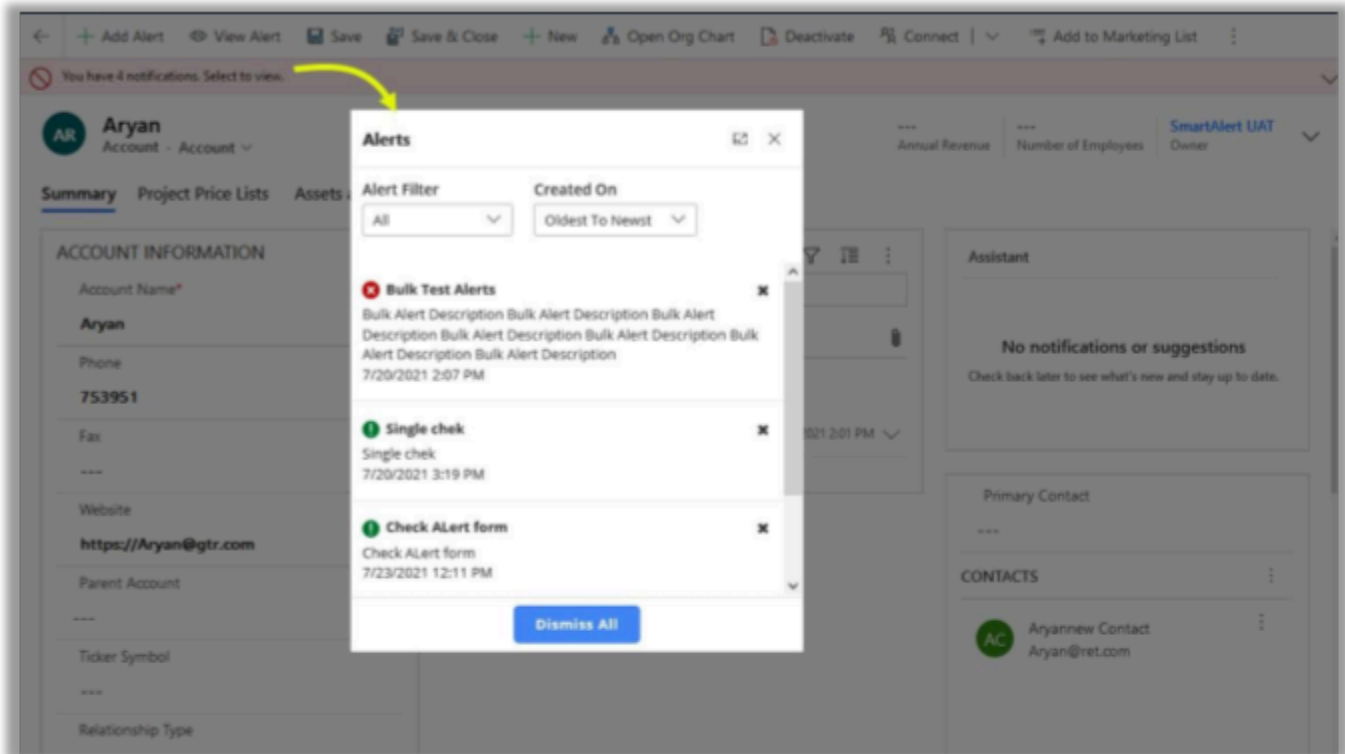 Add Alert View Alert Save Save & Close New Open Org Chart Deactivate Connect Add to Marketing List
You have 4 notifications. Select to view.
AR
Aryan
Account - Account
---
Annual Revenue
---
Number of Employees
SmartAlert UAT
Owner
Summary Project Price Lists Assets
ACCOUNT INFORMATION
Account Name*
Aryan
Phone
753951
Fax
---
Website
https://Aryan@gtr.com
Parent Account
---
Ticker Symbol
---
Relationship Type
Alerts
Alert Filter Created On
All Oldest To Newst
Bulk Test Alerts
Bulk Alert Description Bulk Alert Description Bulk Alert
Description Bulk Alert Description Bulk Alert Description Bulk
Alert Description Bulk Alert Description
7/20/2021 2:07 PM
Single chek
Single chek
7/20/2021 3:19 PM
Check ALert form
Check ALert form
7/23/2021 12:11 PM
Dismiss All
2021 2:01 PM
Assistant
No notifications or suggestions
Check back later to see what's new and stay up to date.
Primary Contact
---
CONTACTS
AC
Aryannew Contact
Aryan@ret.com